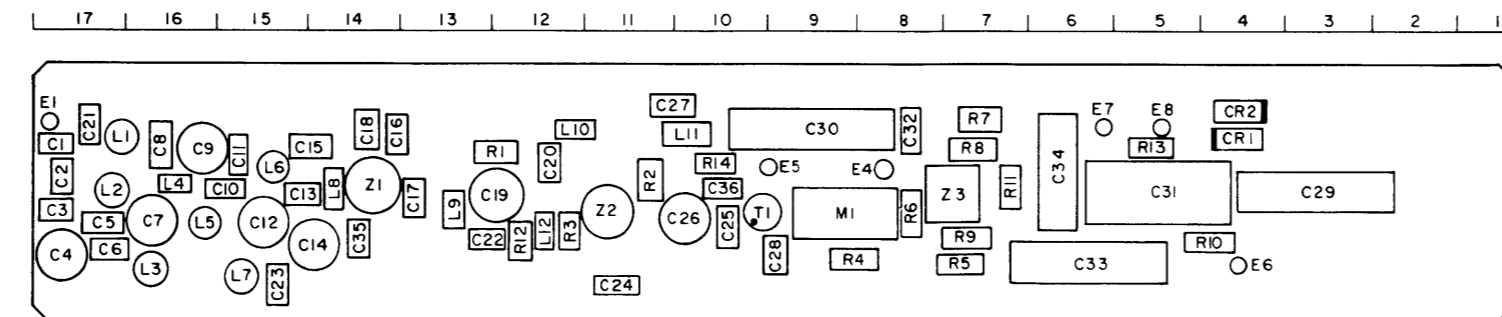 17 16 15 14 13 12 11 10 9 8 7 6 5 4 3 2 1
E1 C21 L1 C8 C9 C11 C15 C18 C16 L10 C27 L11 C30 C32 R7 E7 E8 CR2
C1 L6 R1 C20 R14 E5 E4 R8 R13 CR1
C2 L2 L4 C10 C13 L8 Z1 C17 C19 R2 C36 M1 R6 Z3 R11 C34 C31 C29
C3 C5 C7 L5 C12 L9 Z2 C26 C25 T1
C4 C6 L3 C14 C35 C22 R12 L12 R3 C28 R4 R9 R10
L7 C23 C24 R5 C33 E6